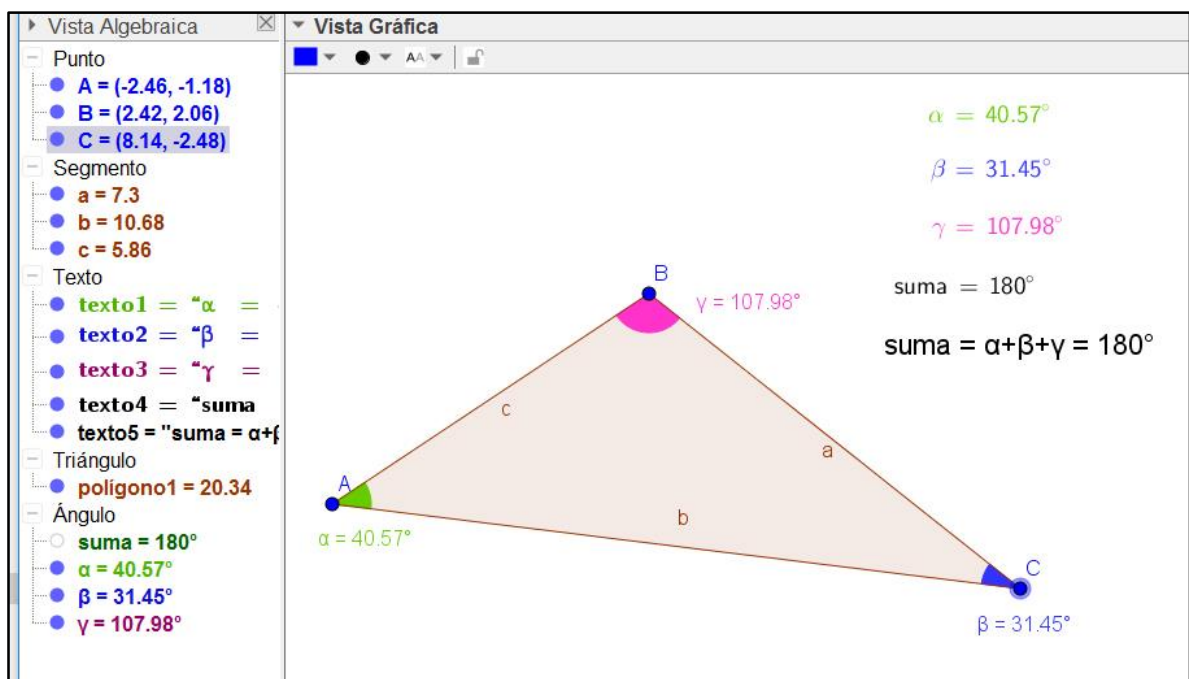 Vista Algebraica
Punto
A = (-2.46, -1.18)
B = (2.42, 2.06)
C = (8.14, -2.48)
Segmento
a = 7.3
b = 10.68
c = 5.86
Texto
texto1 = “α =
texto2 = “β =
texto3 = “γ =
texto4 = “suma
texto5 = "suma = α+β
Triángulo
polígono1 = 20.34
Ángulo
suma = 180°
α = 40.57°
β = 31.45°
γ = 107.98°
Vista Gráfica
AA
α = 40.57°
β = 31.45°
γ = 107.98°
suma = 180°
suma = α+β+γ = 180°
B
γ = 107.98°
c
a
A
b
α = 40.57°
C
β = 31.45°